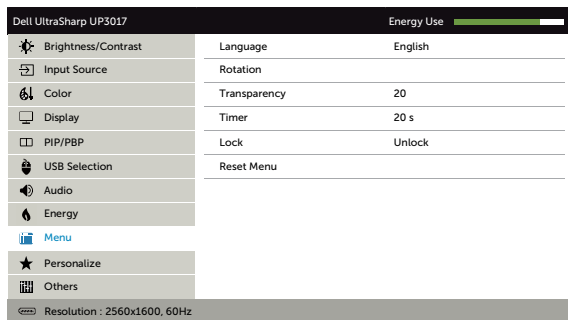 Dell UltraSharp UP3017 Energy Use
Brightness/Contrast Language English
Input Source Rotation
Color Transparency 20
Display Timer 20 s
PIP/PBP Lock Unlock
USB Selection Reset Menu
Audio
Energy
Menu
Personalize
Others
Resolution : 2560x1600, 60Hz